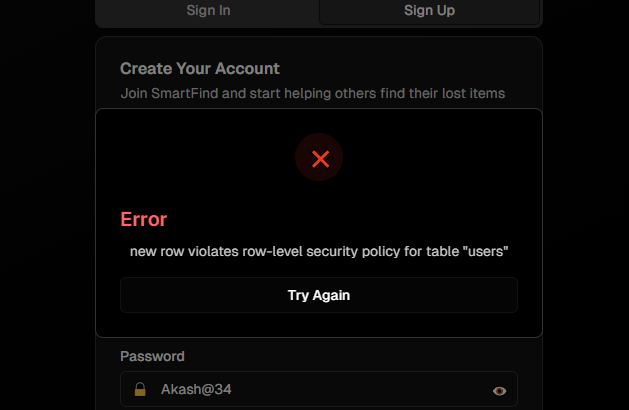 Sign In
Sign Up
Create Your Account
Join SmartFind and start helping others find their lost items
Error
new row violates row-level security policy for table "users"
Try Again
Password
Akash@34